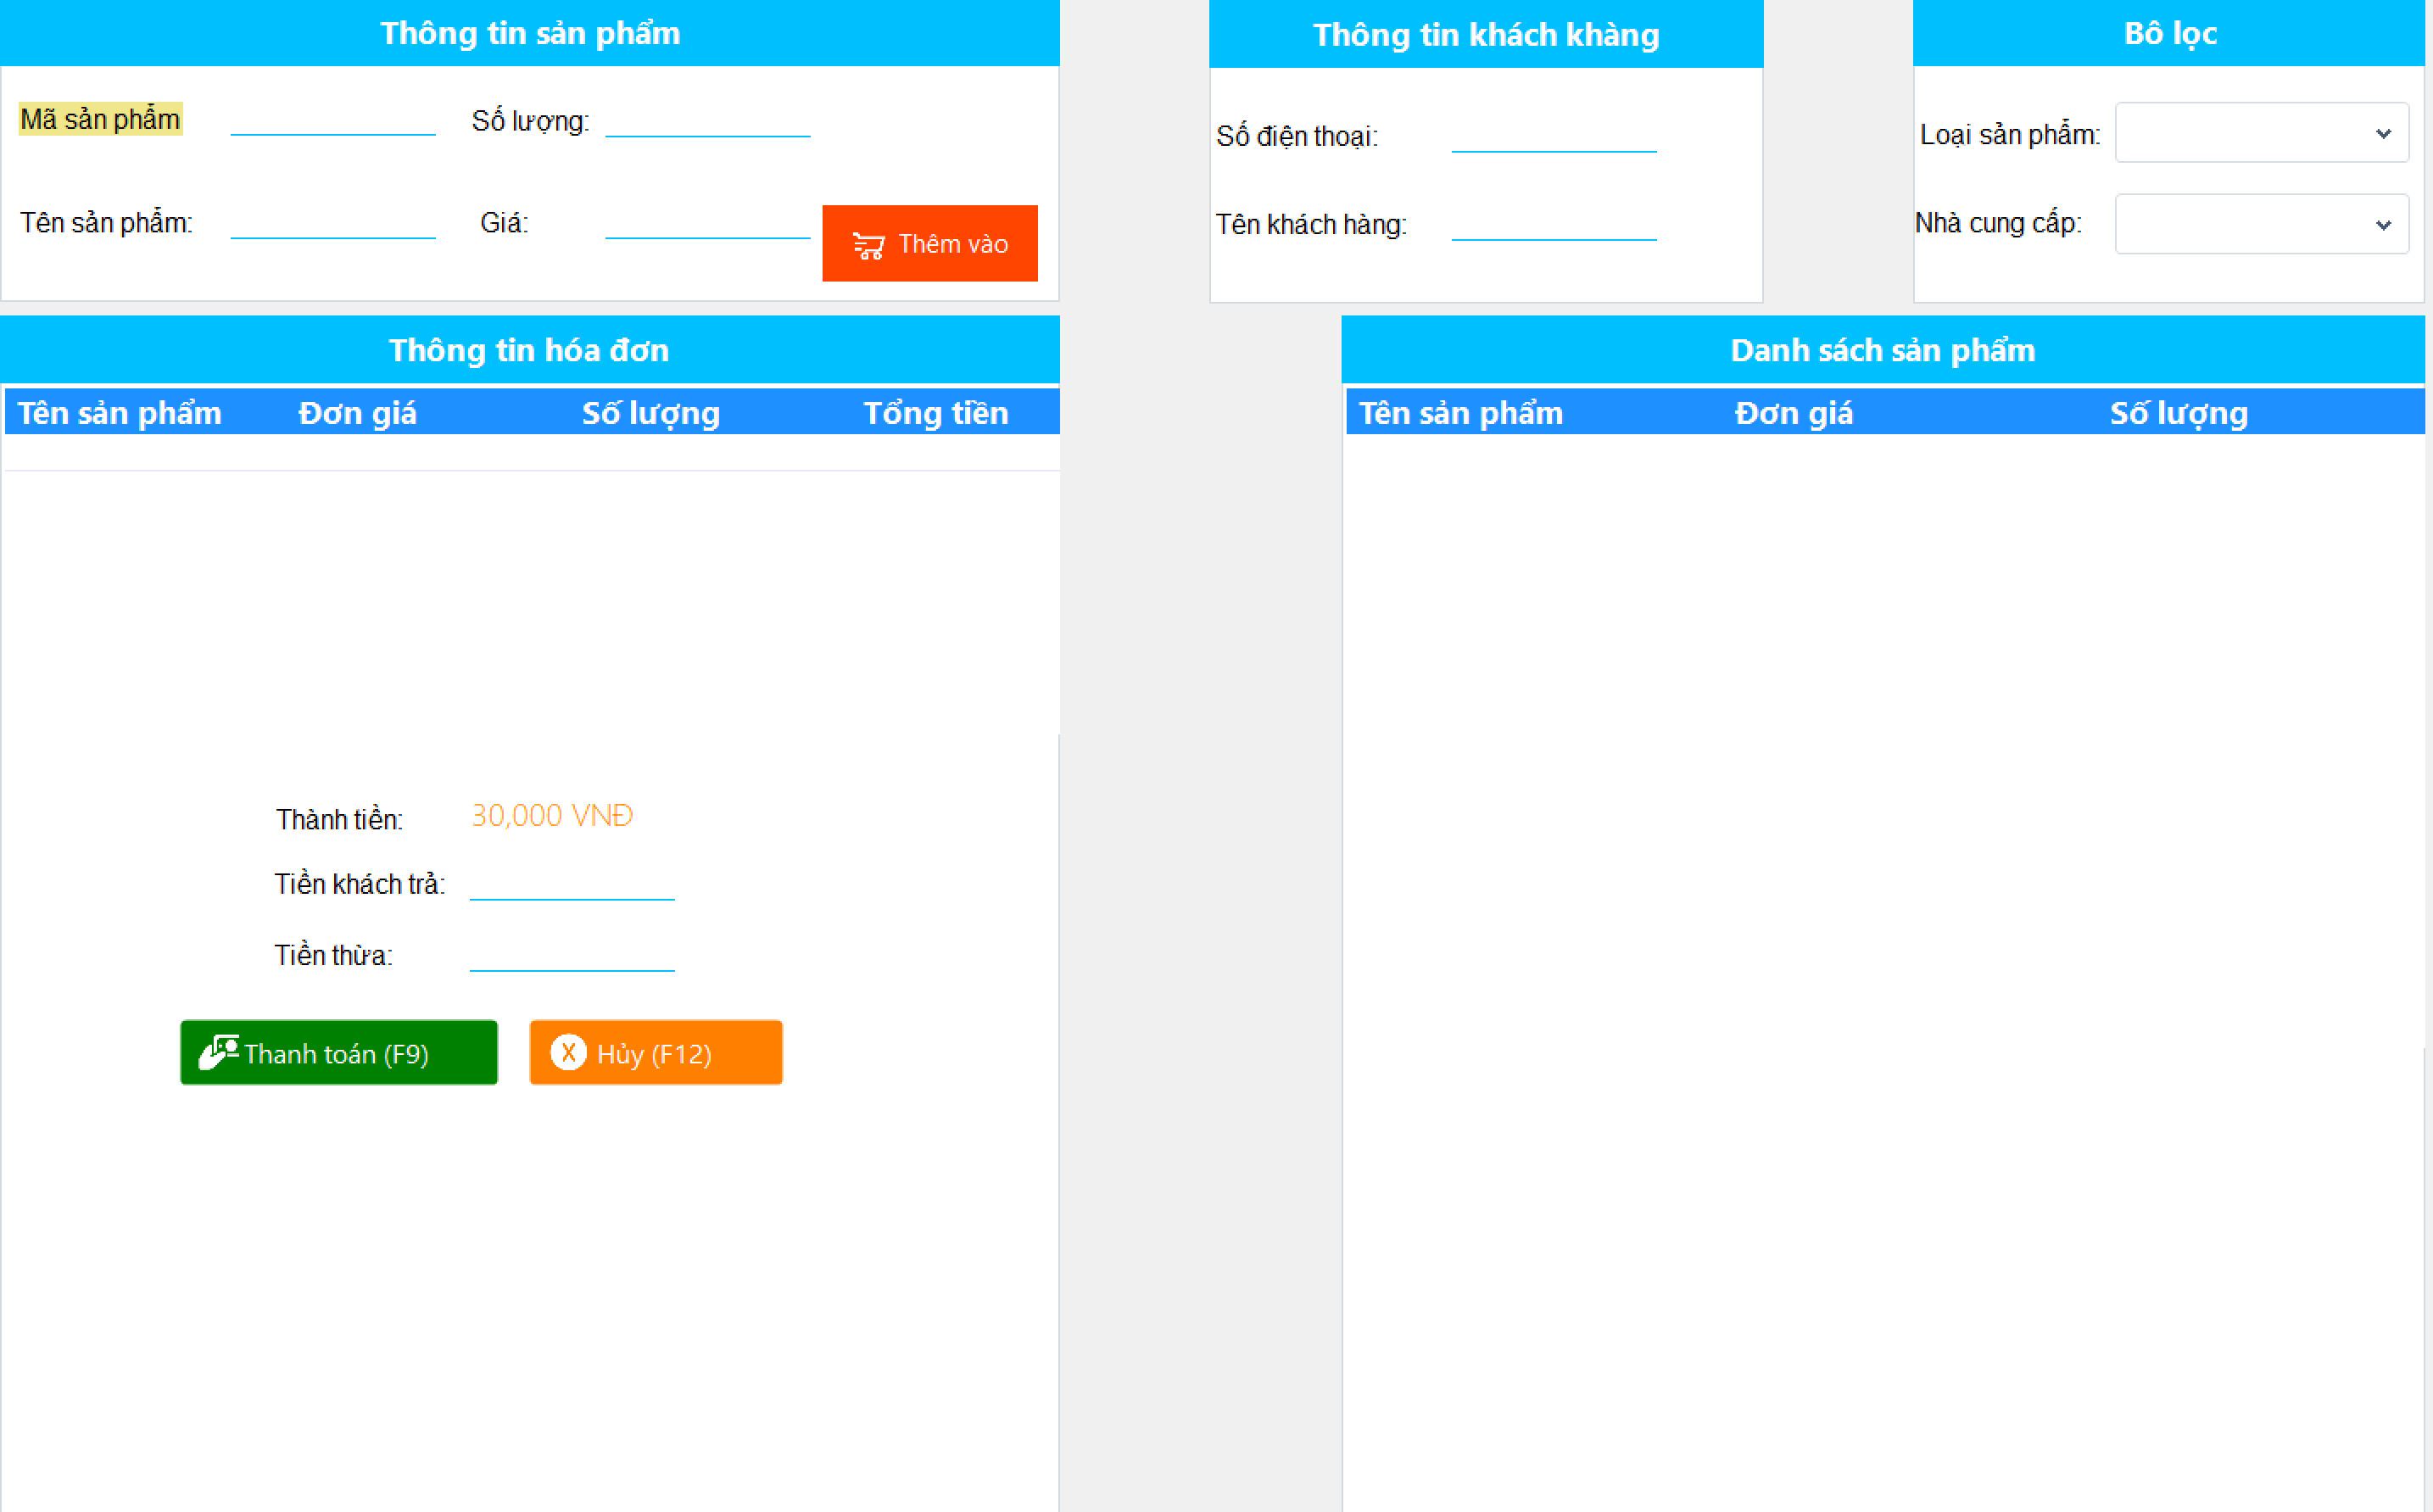 Thông tin sản phẩm
Mã sản phẩm
Số lượng:
Tên sản phẩm:
Giá:
Thêm vào
Thông tin khách khàng
Số điện thoại:
Tên khách hàng:
Bô lọc
Loại sản phẩm:
Nhà cung cấp:
Thông tin hóa đơn
Tên sản phẩm Đơn giá Số lượng Tổng tiền
Thành tiền: 30,000 VNĐ
Tiền khách trả:
Tiền thừa:
Thanh toán (F9)
X Hủy (F12)
Danh sách sản phẩm
Tên sản phẩm Đơn giá Số lượng